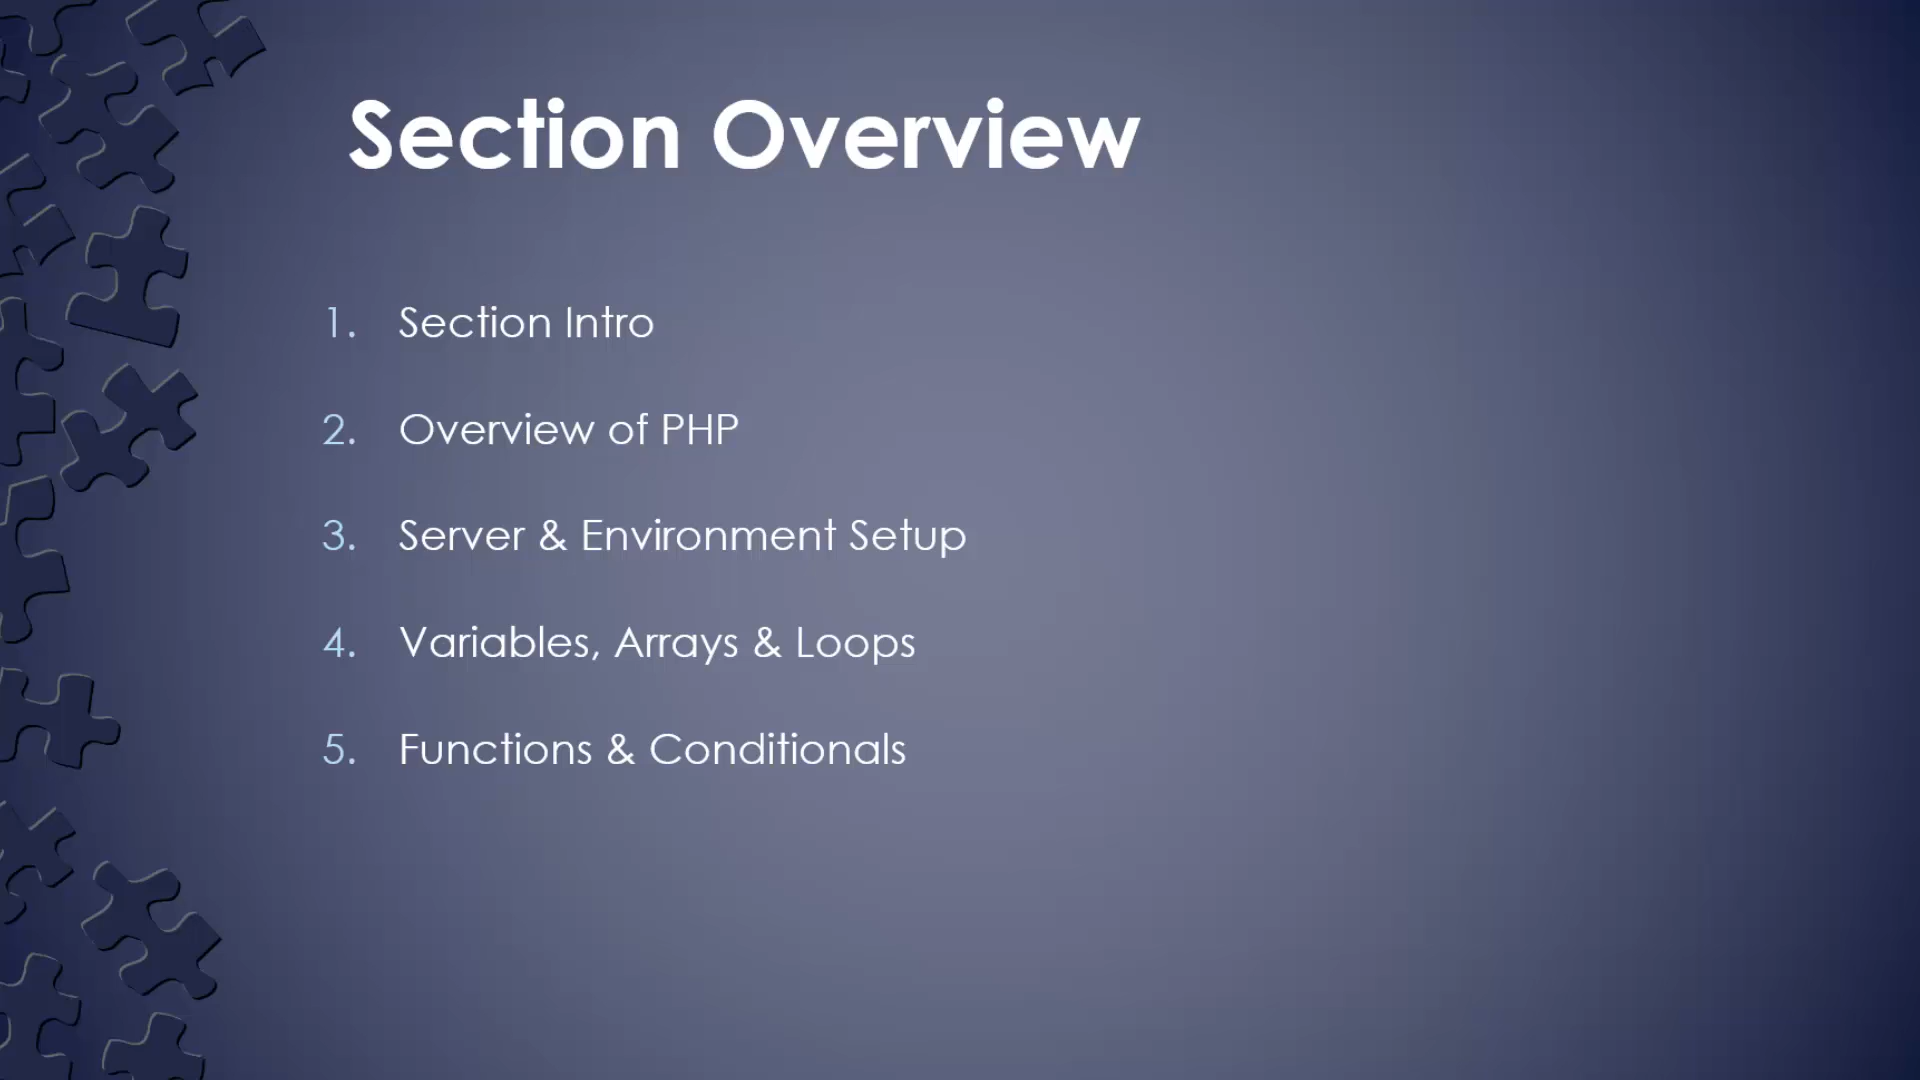 Section Overview
1. Section Intro
2. Overview of PHP
3. Server & Environment Setup
4. Variables, Arrays & Loops
5. Functions & Conditionals